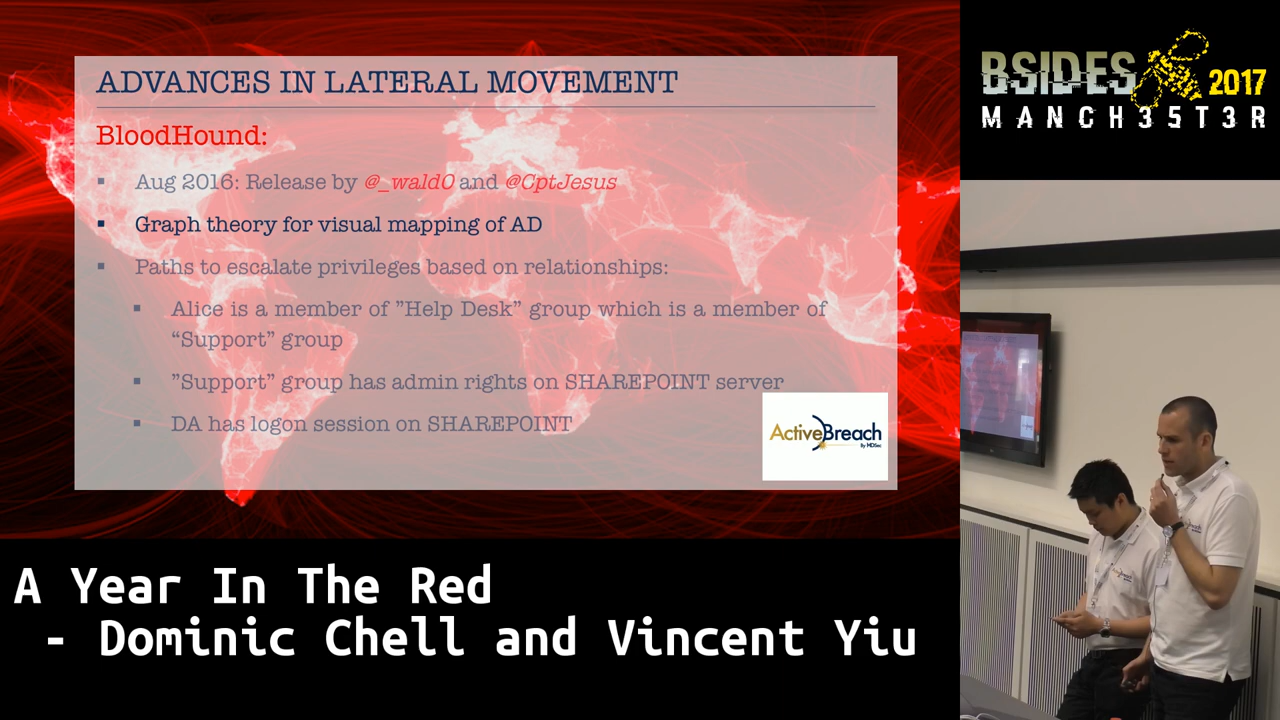 ADVANCES IN LATERAL MOVEMENT
BloodHound:
▪ Aug 2016: Release by @_wald0 and @CptJesus
▪ Graph theory for visual mapping of AD
▪ Paths to escalate privileges based on relationships:
▪ Alice is a member of ”Help Desk” group which is a member of
“Support” group
▪ ”Support” group has admin rights on SHAREPOINT server
▪ DA has logon session on SHAREPOINT
ActiveBreach
By MDSec
BSIDES 2017
MANCH35T3R
A Year In The Red
- Dominic Chell and Vincent Yiu